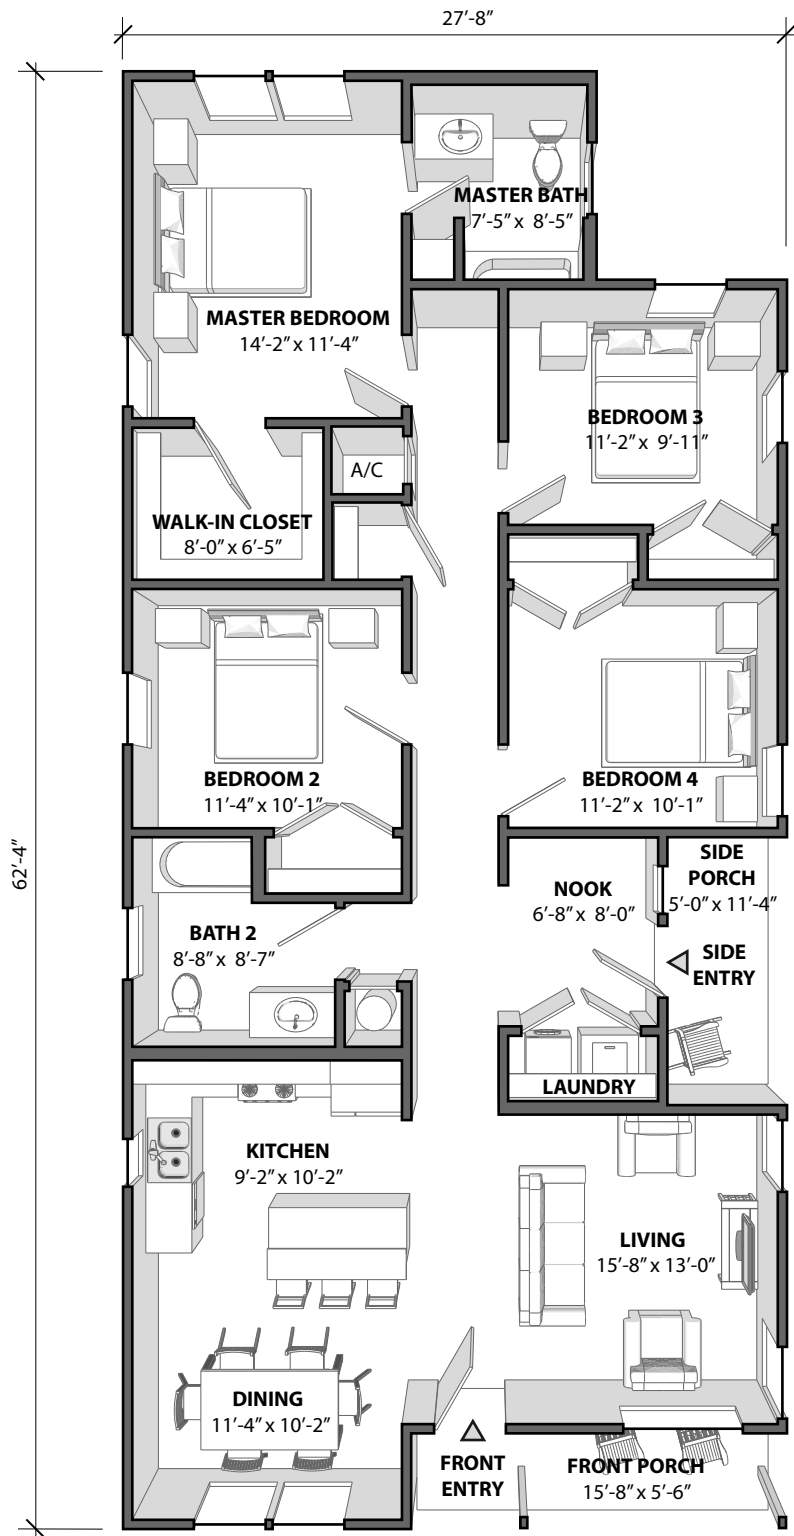 27’-8”
62’-4”
MASTER BATH
7’-5” x 8’-5”
MASTER BEDROOM
14’-2” x 11’-4”
BEDROOM 3
11’-2” x 9’-11”
A/C
WALK-IN CLOSET
8’-0” x 6’-5”
BEDROOM 2
11’-4” x 10’-1”
BEDROOM 4
11’-2” x 10’-1”
SIDE
PORCH
5’-0” x 11’-4”
NOOK
6’-8” x 8’-0”
BATH 2
8’-8” x 8’-7”
SIDE
ENTRY
LAUNDRY
KITCHEN
9’-2” x 10’-2”
LIVING
15’-8” x 13’-0”
DINING
11’-4” x 10’-2”
FRONT
ENTRY
FRONT PORCH
15’-8” x 5’-6”